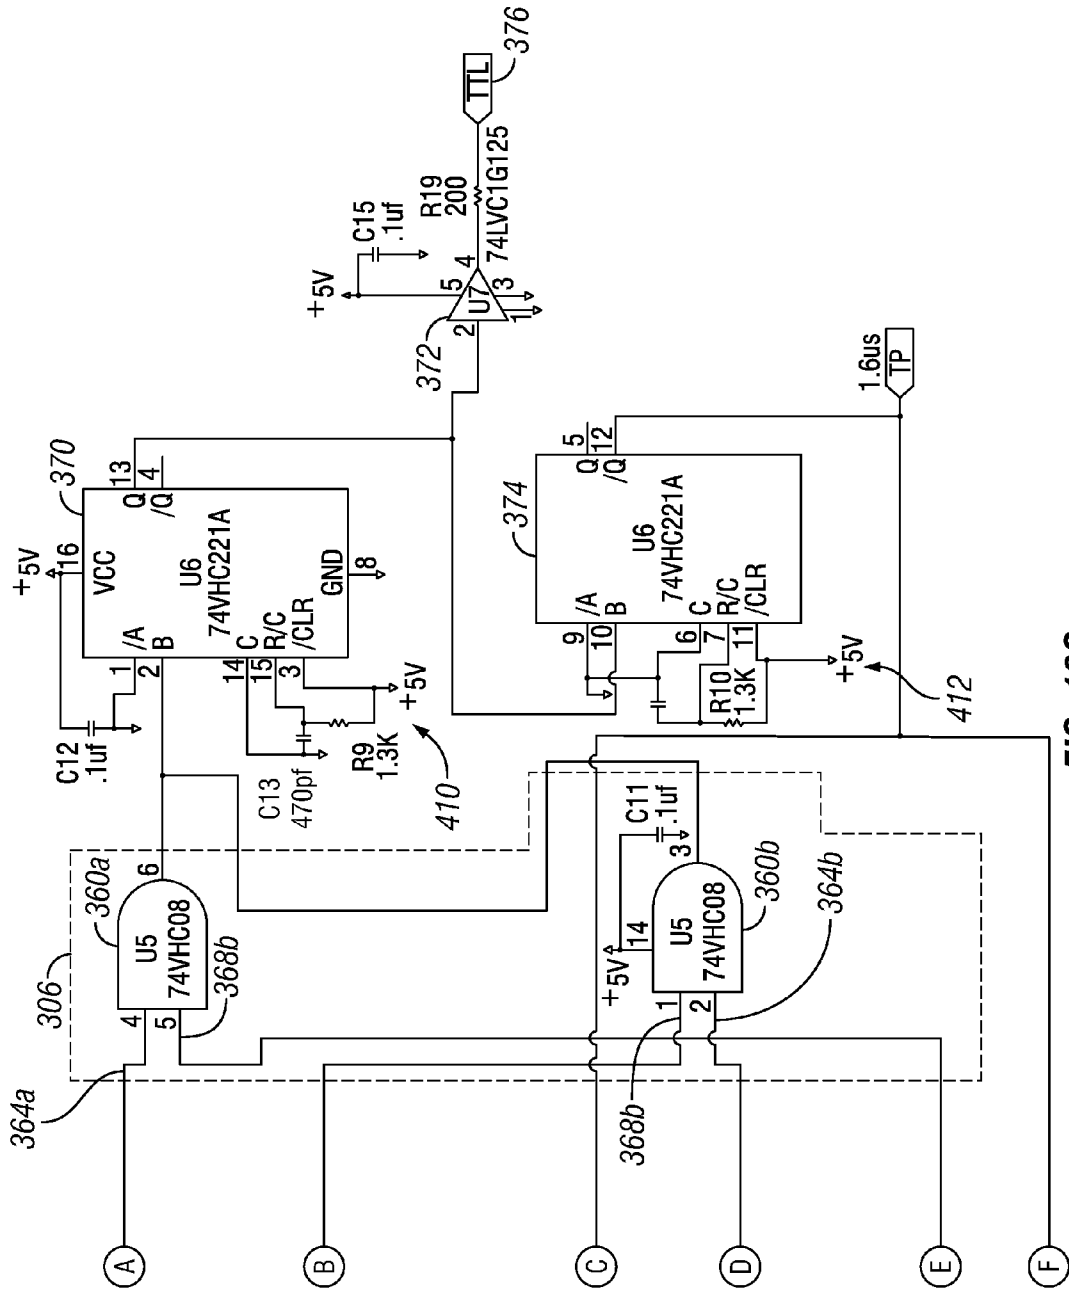 +5V
370
16
VCC
1
/A
2
B
Q
13
/Q
4
U6
74VHC221A
14
C
15
R/C
3
/CLR
GND
8
C12
.1uf
C13
470pf
R9
1.3K
+5V
410
306
360a
4
5
6
U5
74VHC08
368b
364a
+5V
C15
.1uf
372
2
5
4
U7
1
3
R19
200
74LVC1G125
TTL
376
374
9
/A
10
B
Q
5
/Q
12
U6
74VHC221A
6
C
7
R/C
11
/CLR
R10
1.3K
+5V
412
1.6us
TP
+5V
14
C11
.1uf
3
1
2
U5
74VHC08
360b
364b
368b
A
B
C
D
E
F